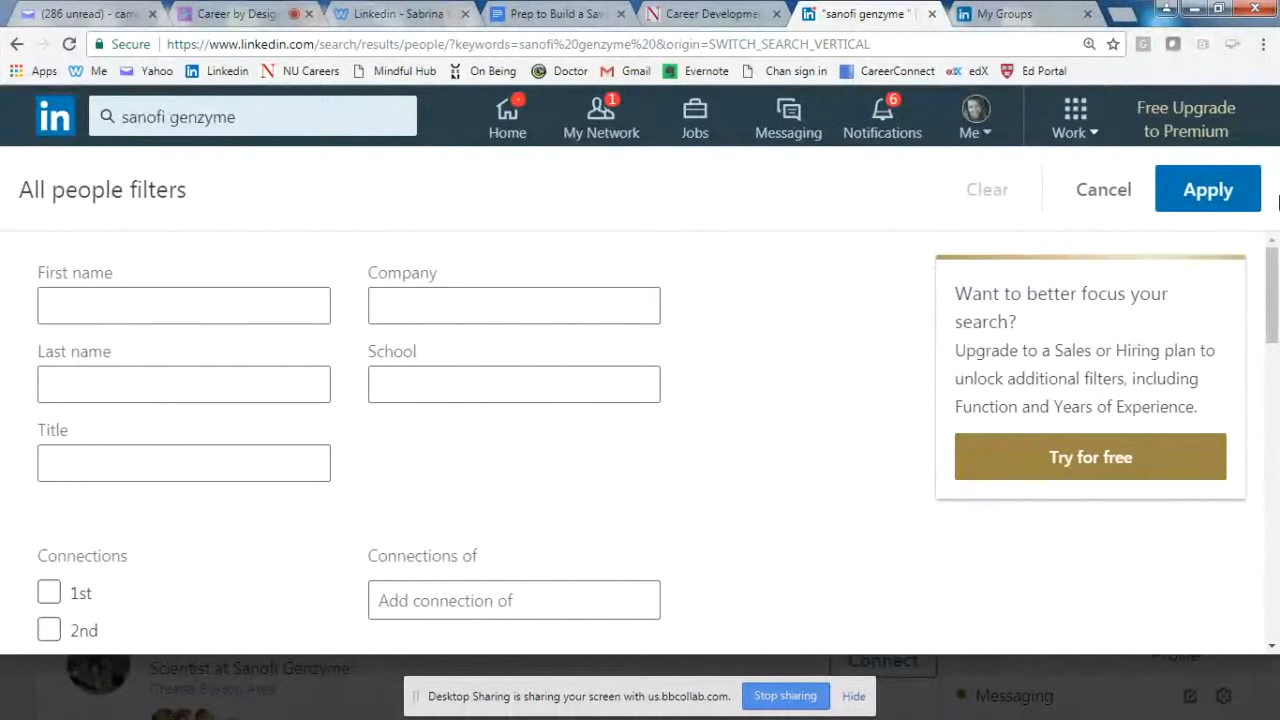 (286 unread) - cam
Career by Desig
Linkedin - Sabrina
Prep to Build a Sav
Career Developme
"sanofi genzyme " |
My Groups
Secure
https://www.linkedin.com/search/results/people/?keywords=sanofi%20genzyme%20&origin=SWITCH_SEARCH_VERTICAL
Apps Me Yahoo Linkedin NU Careers Mindful Hub On Being Doctor Gmail Evernote Chan sign in CareerConnect edX Ed Portal
in
sanofi genzyme
Home
1
My Network
Jobs
Messaging
6
Notifications
Me
Work
Free Upgrade
to Premium
All people filters
Clear
Cancel
Apply
First name
Company
Last name
School
Title
Want to better focus your
search?
Upgrade to a Sales or Hiring plan to
unlock additional filters, including
Function and Years of Experience.
Try for free
Connections
Connections of
1st
Add connection of
2nd
Scientist at Sanofi Genzyme
Greater Boston Area
Connect
Profile
Messaging
Desktop Sharing is sharing your screen with us.bbcollab.com.
Stop sharing
Hide